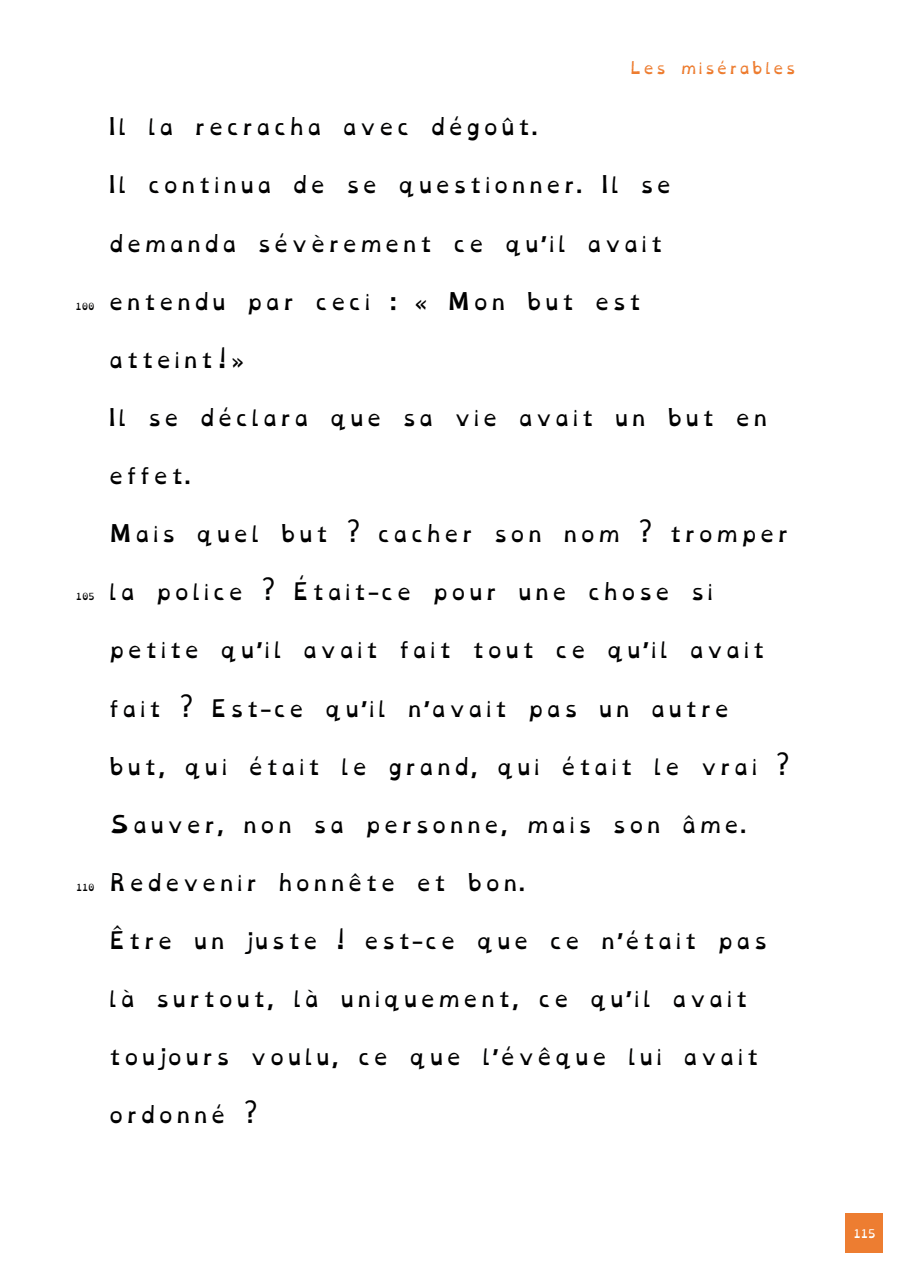 Les misérables
Il la recracha avec dégoût.
Il continua de se questionner. Il se
demanda sévèrement ce qu'il avait
100 entendu par ceci : « Mon but est
atteint!»
Il se déclara que sa vie avait un but en
effet.
Mais quel but ? cacher son nom ? tromper
105 la police ? Était-ce pour une chose si
petite qu'il avait fait tout ce qu'il avait
fait ? Est-ce qu'il n'avait pas un autre
but, qui était le grand, qui était le vrai ?
Sauver, non sa personne, mais son âme.
110 Redevenir honnête et bon.
Être un juste ! est-ce que ce n'était pas
là surtout, là uniquement, ce qu'il avait
toujours voulu, ce que l'évêque lui avait
ordonné ?
115